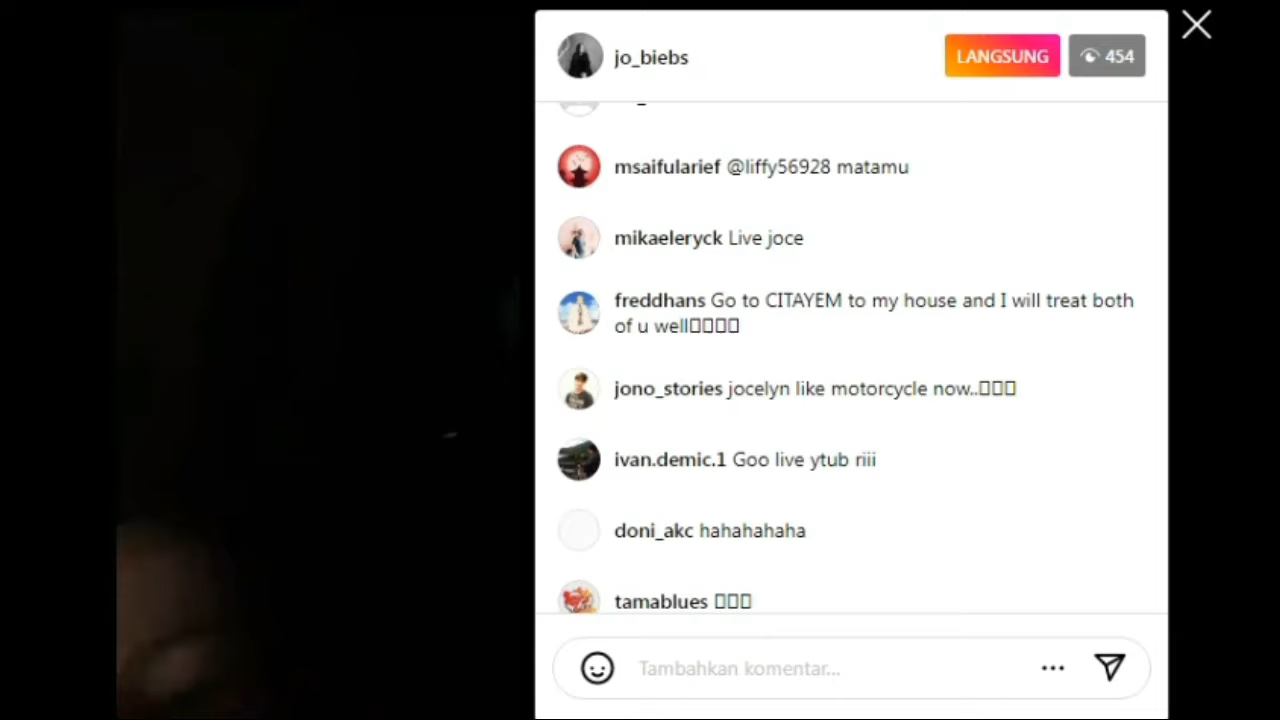 jo_biebs
LANGSUNG
454
msaifularief @liffy56928 matamu
mikaeleryck Live joce
freddhans Go to CITAYEM to my house and I will treat both
of u well
jono_stories jocelyn like motorcycle now..
ivan.demic.1 Goo live ytub riii
doni_akc hahahahaha
tamablues
Tambahkan komentar...